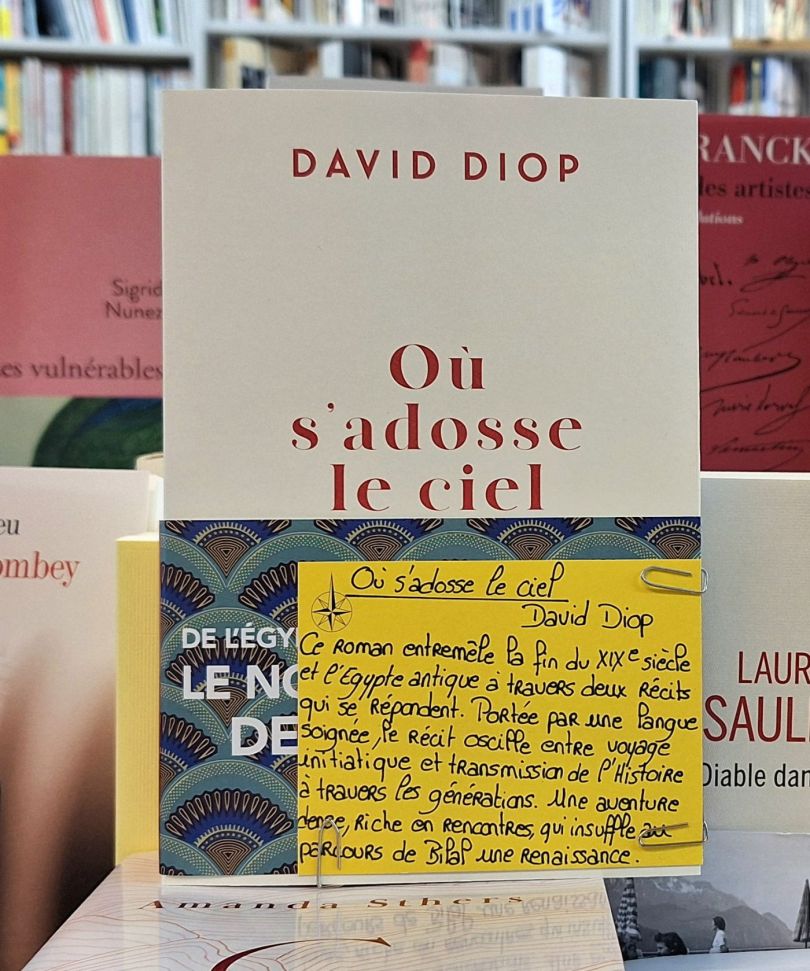 DAVID DIOP
Où
s'adosse
le ciel
DE L'ÉGY
LE NO
DE
Où s'adosse le ciel
David Diop
Ce roman entremêle la fin du XIXe siècle
et l'Egypte antique à travers deux récits
qui se répondent. Portée par une langue
soignée, le récit oscille entre voyage
initiatique et transmission de l'Histoire
à travers les générations. Une aventure
dense, riche en rencontres, qui insuffle au
parcours de Bilal une renaissance.
Sigrid
Nunez
es vulnérables
RANCK
les artistes
lutions
eu
ombey
LAUR
SAUL
Diable dan
Amanda Sthers